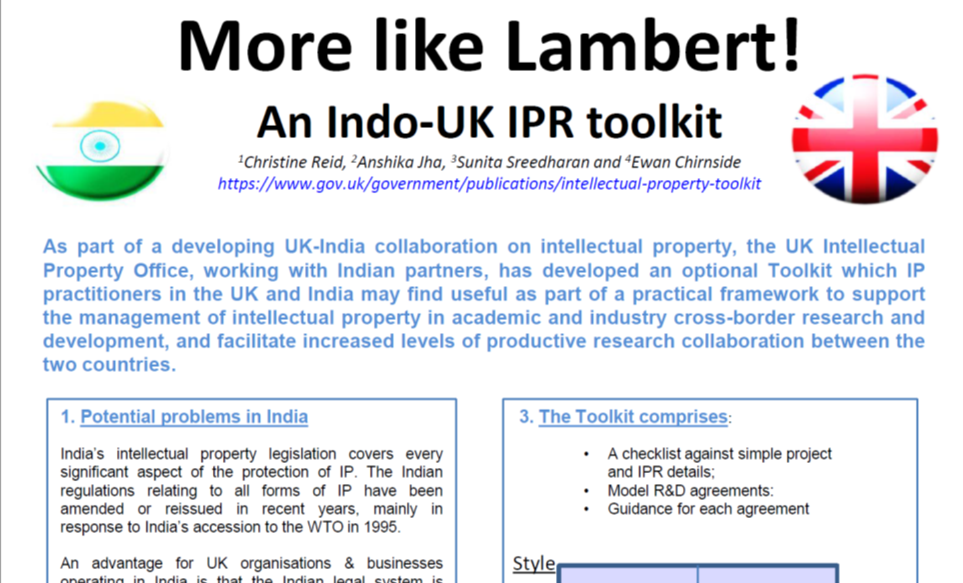 More like Lambert!
An Indo-UK IPR toolkit
¹Christine Reid, ²Anshika Jha, ³Sunita Sreedharan and ⁴Ewan Chirnside
https://www.gov.uk/government/publications/intellectual-property-toolkit
As part of a developing UK-India collaboration on intellectual property, the UK Intellectual
Property Office, working with Indian partners, has developed an optional Toolkit which IP
practitioners in the UK and India may find useful as part of a practical framework to support
the management of intellectual property in academic and industry cross-border research and
development, and facilitate increased levels of productive research collaboration between the
two countries.
1. Potential problems in India
India's intellectual property legislation covers every
significant aspect of the protection of IP. The Indian
regulations relating to all forms of IP have been
amended or reissued in recent years, mainly in
response to India's accession to the WTO in 1995.
An advantage for UK organisations & businesses
operating in India is that the Indian legal system is
3. The Toolkit comprises:
• A checklist against simple project
and IPR details;
• Model R&D agreements:
• Guidance for each agreement
Style